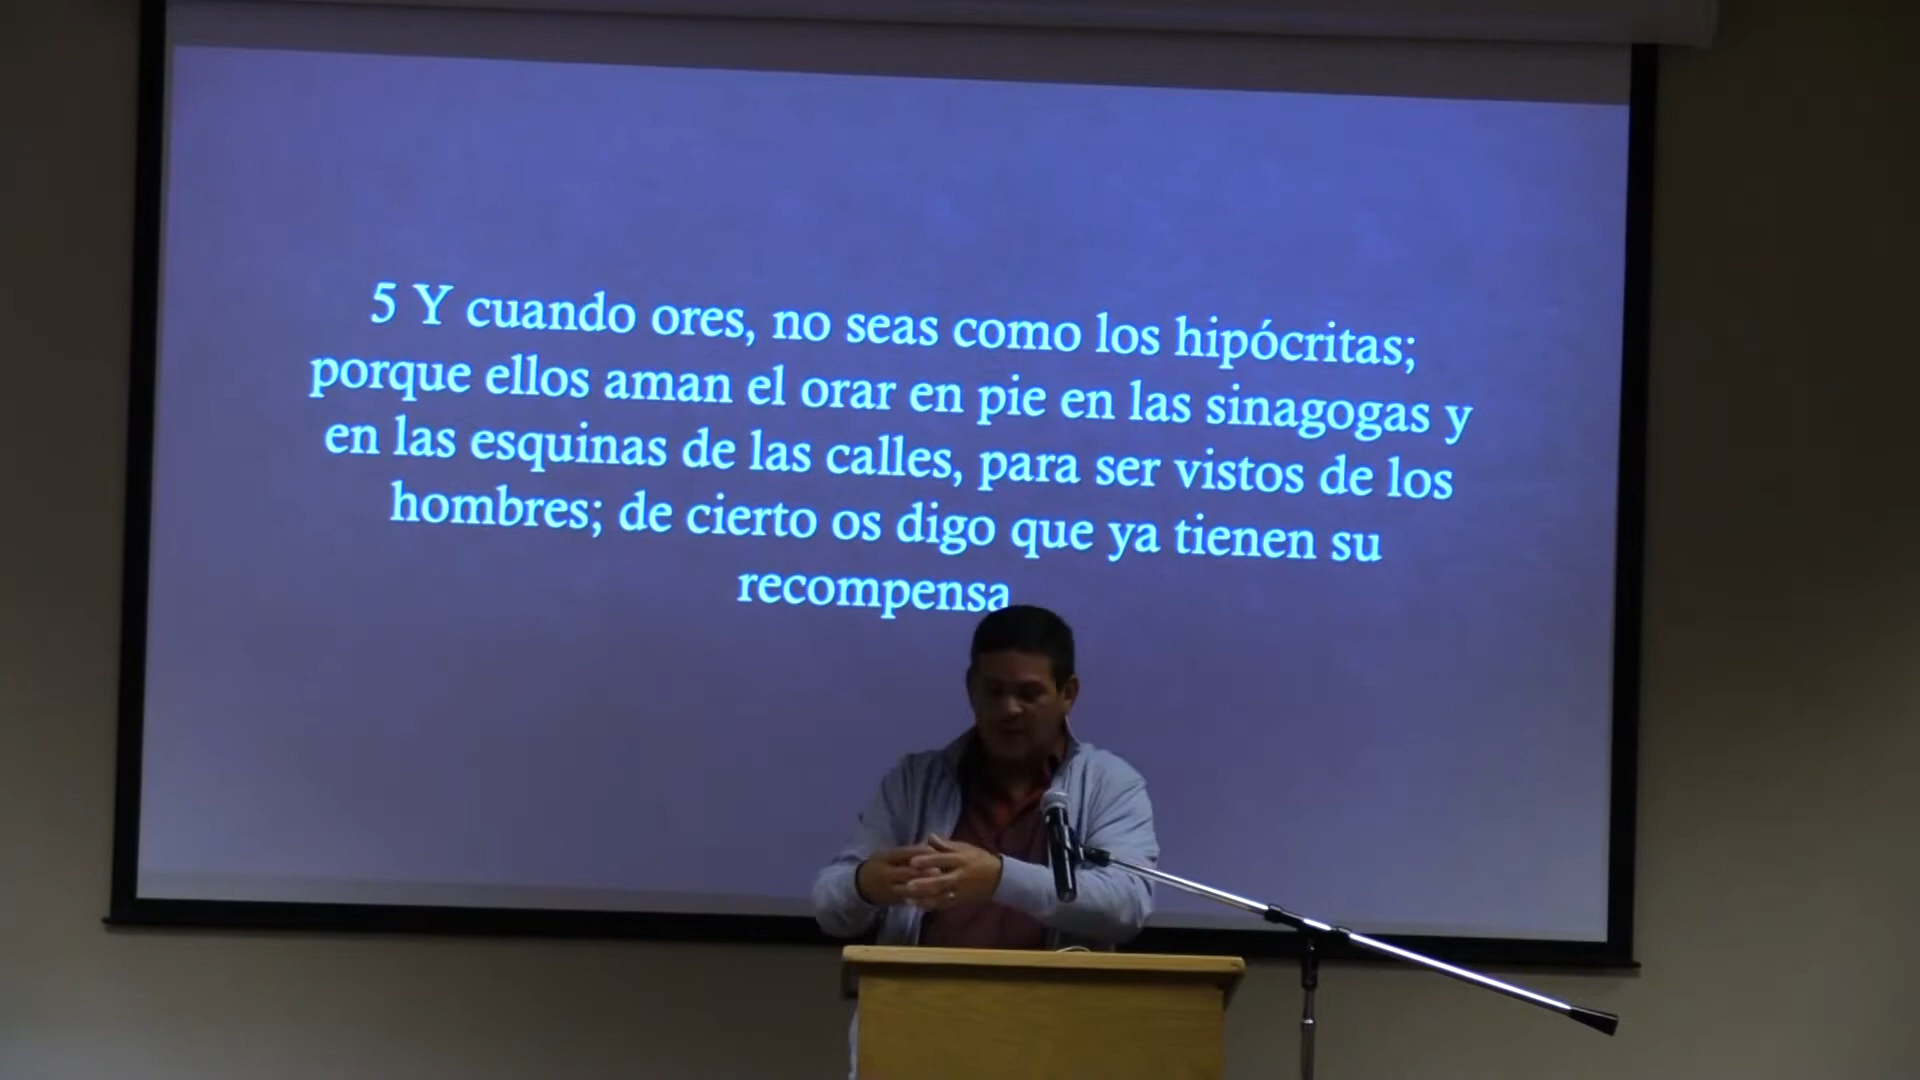 5 Y cuando ores, no seas como los hipócritas;
porque ellos aman el orar en pie en las sinagogas y
en las esquinas de las calles, para ser vistos de los
hombres; de cierto os digo que ya tienen su
recompensa